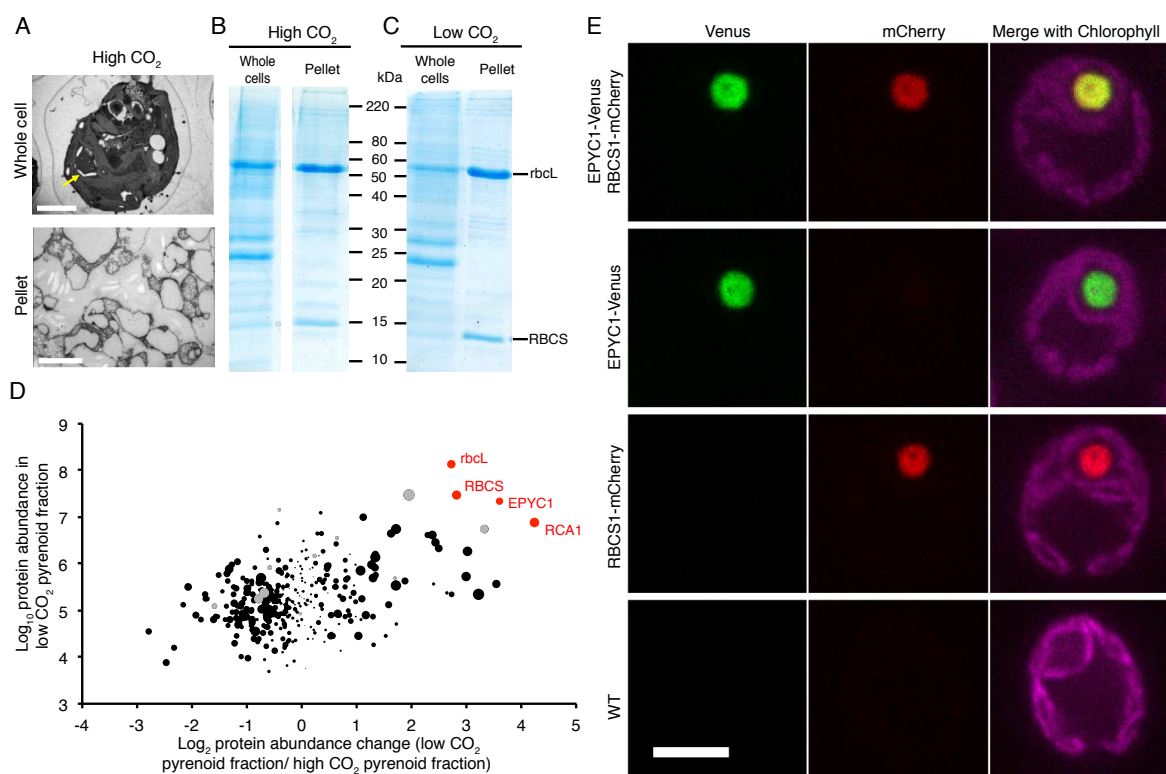 A
High CO2
Whole cell
Pellet
B
High CO2
Whole
cells
Pellet
kDa
220
80
60
50
40
30
25
20
15
10
C
Low CO2
Whole
cells
Pellet
rbcL
RBCS
D
Log10 protein abundance in
low CO2 pyrenoid fraction
9
8
7
6
5
4
3
-4
-3
-2
-1
0
1
2
3
4
5
rbcL
RBCS
EPYC1
RCA1
Log2 protein abundance change (low CO2
pyrenoid fraction/ high CO2 pyrenoid fraction)
E
Venus
mCherry
Merge with Chlorophyll
EPYC1-Venus
RBCS1-mCherry
EPYC1-Venus
RBCS1-mCherry
WT